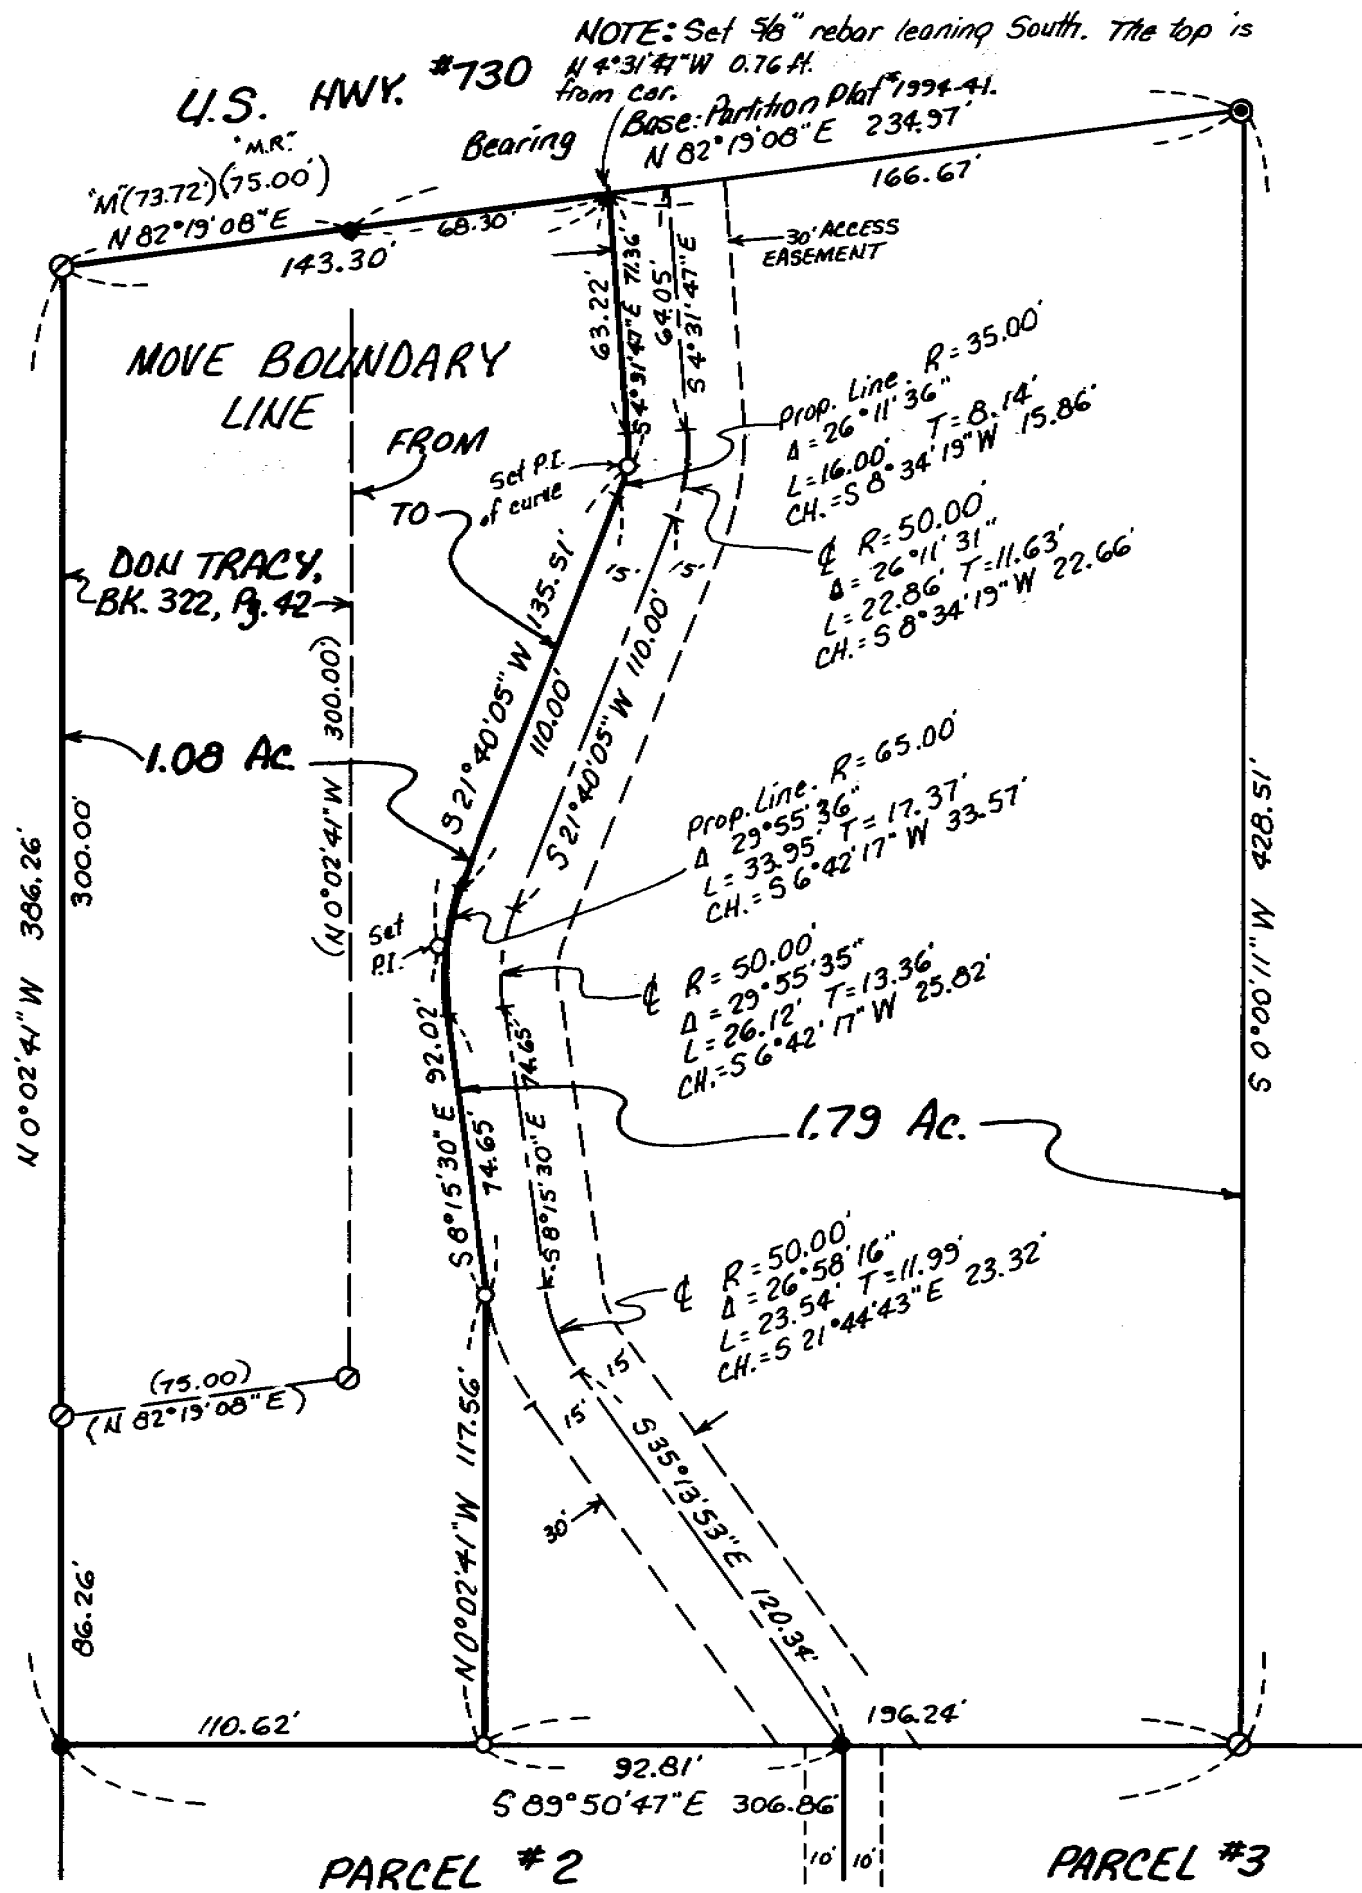 NOTE: Set 5/8" rebar leaning South. The top is
N 4°31'47"W 0.76 ft.
from cor.
U.S. HWY. #730
Bearing Base: Partition Plat #1994-41.
N 82°19'08"E 234.97'
"M.R."
"M"(73.72')(75.00')
N 82°19'08"E
68.30'
166.67'
143.30'
30' ACCESS
EASEMENT
63.22'
S 4°31'47"E 71.36'
64.05'
S 4°31'47"E
MOVE BOUNDARY
LINE
FROM
TO
Set P.I.
of curve
Prop. Line. R=35.00'
Δ=26°11'36"
L=16.00' T=8.14'
CH.=S 8°34'19"W 15.86'
℄ R=50.00'
Δ=26°11'31"
L=22.86' T=11.63'
CH.=S 8°34'19"W 22.66'
DON TRACY,
BK. 322, Pg. 42
15' 15'
S 21°40'05"W 135.51'
110.00'
S 21°40'05"W 110.00'
(N 0°02'41"W 300.00')
1.08 Ac.
Prop. Line. R=65.00'
Δ 29°55'36"
L=33.95' T=17.37'
CH.=S 6°42'17"W 33.57'
N 0°02'41"W 386.26'
300.00'
S 0°00'11"W 428.51'
Set
P.I.
℄ R=50.00'
Δ=29°55'35"
L=26.12' T=13.36'
CH.=S 6°42'17"W 25.82'
S 8°15'30"E 92.02'
74.65'
S 8°15'30"E 74.65'
1.79 Ac.
℄ R=50.00'
Δ=26°58'16"
L=23.54' T=11.99'
CH.=S 21°44'43"E 23.32'
(75.00)
(N 82°19'08"E)
15'
15'
30'
S 35°13'53"E 120.34'
N 0°02'41"W 117.56'
86.26'
110.62'
196.24'
92.81'
S 89°50'47"E 306.86'
10' 10'
PARCEL #2
PARCEL #3